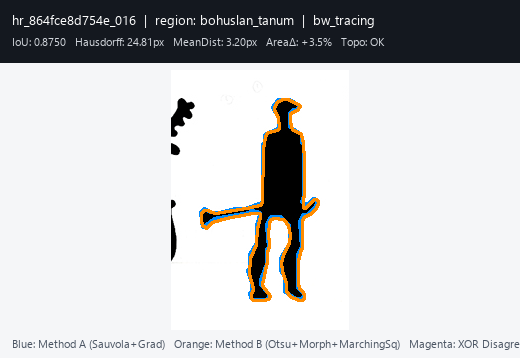 hr_864fce8d754e_016 | region: bohuslan_tanum | bw_tracing
IoU: 0.8750 Hausdorff: 24.81px MeanDist: 3.20px AreaΔ: +3.5% Topo: OK
Blue: Method A (Sauvola+Grad) Orange: Method B (Otsu+Morph+MarchingSq) Magenta: XOR Disagre